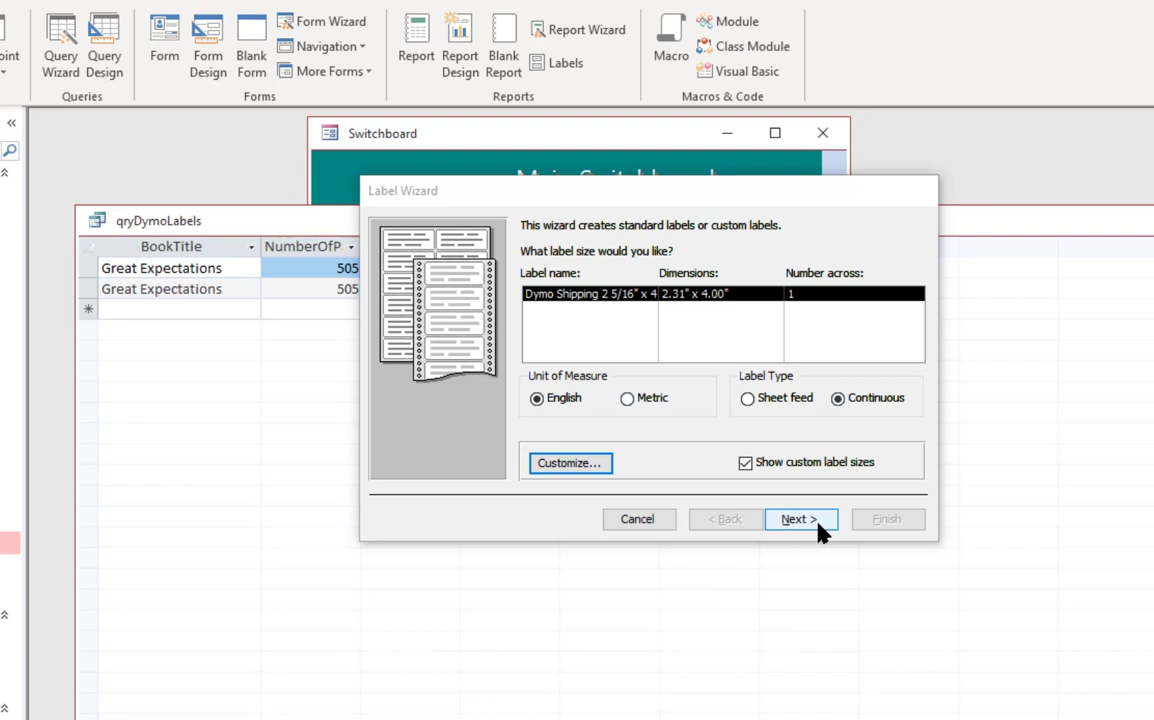 oint
Query Wizard
Query Design
Queries
Form
Form Design
Blank Form
Form Wizard
Navigation
More Forms
Forms
Report
Report Design
Blank Report
Report Wizard
Labels
Reports
Macro
Module
Class Module
Visual Basic
Macros & Code
Switchboard
Main Switchboard
qryDymoLabels
BookTitle NumberOfP
Great Expectations 505
Great Expectations 505
Label Wizard
This wizard creates standard labels or custom labels.
What label size would you like?
Label name: Dimensions: Number across:
Dymo Shipping 2 5/16" x 4 2.31" x 4.00" 1
Unit of Measure
English Metric
Label Type
Sheet feed Continuous
Customize...
Show custom label sizes
Cancel < Back Next > Finish